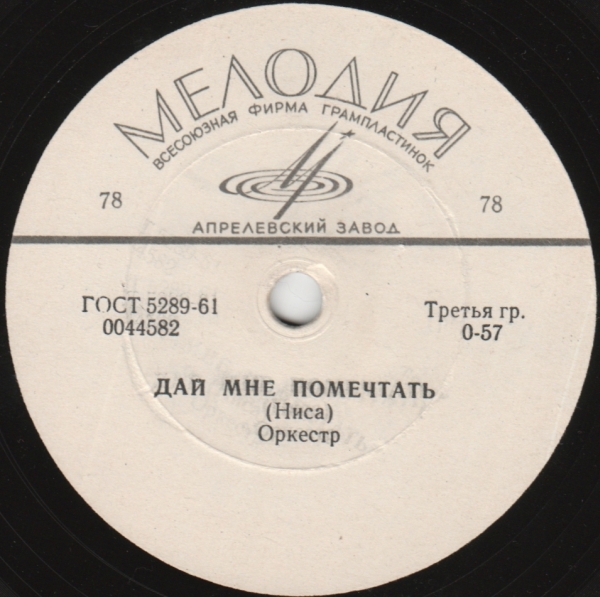 МЕЛОДИЯ
ВСЕСОЮЗНАЯ ФИРМА ГРАМПЛАСТИНОК
78 78
АПРЕЛЕВСКИЙ ЗАВОД
ГОСТ 5289-61 Третья гр.
0044582 0-57
ДАЙ МНЕ ПОМЕЧТАТЬ
(Ниса)
Оркестр